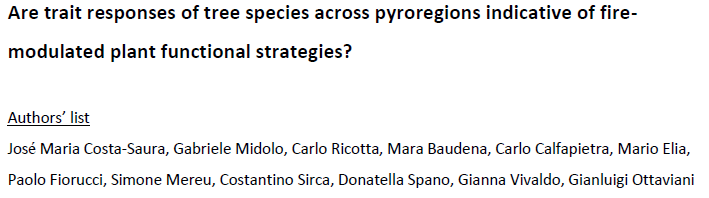 Are trait responses of tree species across pyroregions indicative of fire-
modulated plant functional strategies?
Authors' list
José Maria Costa-Saura, Gabriele Midolo, Carlo Ricotta, Mara Baudena, Carlo Calfapietra, Mario Elia,
Paolo Fiorucci, Simone Mereu, Costantino Sirca, Donatella Spano, Gianna Vivaldo, Gianluigi Ottaviani